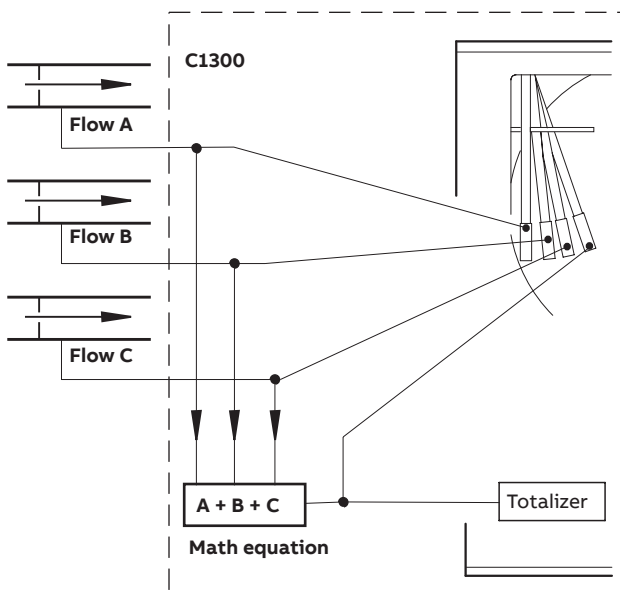 C1300
Flow A
Flow B
Flow C
A + B + C
Totalizer
Math equation